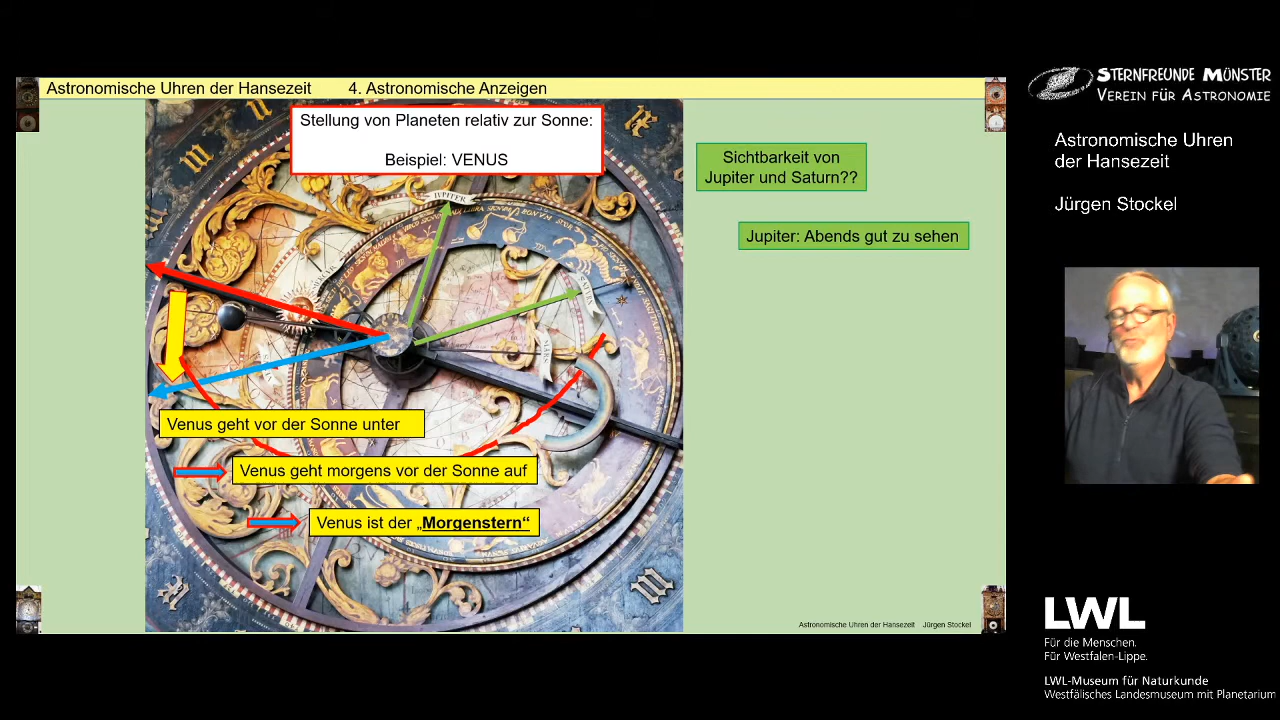 Astronomische Uhren der Hansezeit 4. Astronomische Anzeigen
Stellung von Planeten relativ zur Sonne:
Beispiel: VENUS
Sichtbarkeit von
Jupiter und Saturn??
Jupiter: Abends gut zu sehen
JUPITER
Venus geht vor der Sonne unter
Venus geht morgens vor der Sonne auf
Venus ist der „Morgenstern“
Astronomische Uhren der Hansezeit Jürgen Stockel
STERNFREUNDE MÜNSTER
VEREIN FÜR ASTRONOMIE
Astronomische Uhren
der Hansezeit
Jürgen Stockel
LWL
Für die Menschen.
Für Westfalen-Lippe.
LWL-Museum für Naturkunde
Westfälisches Landesmuseum mit Planetarium